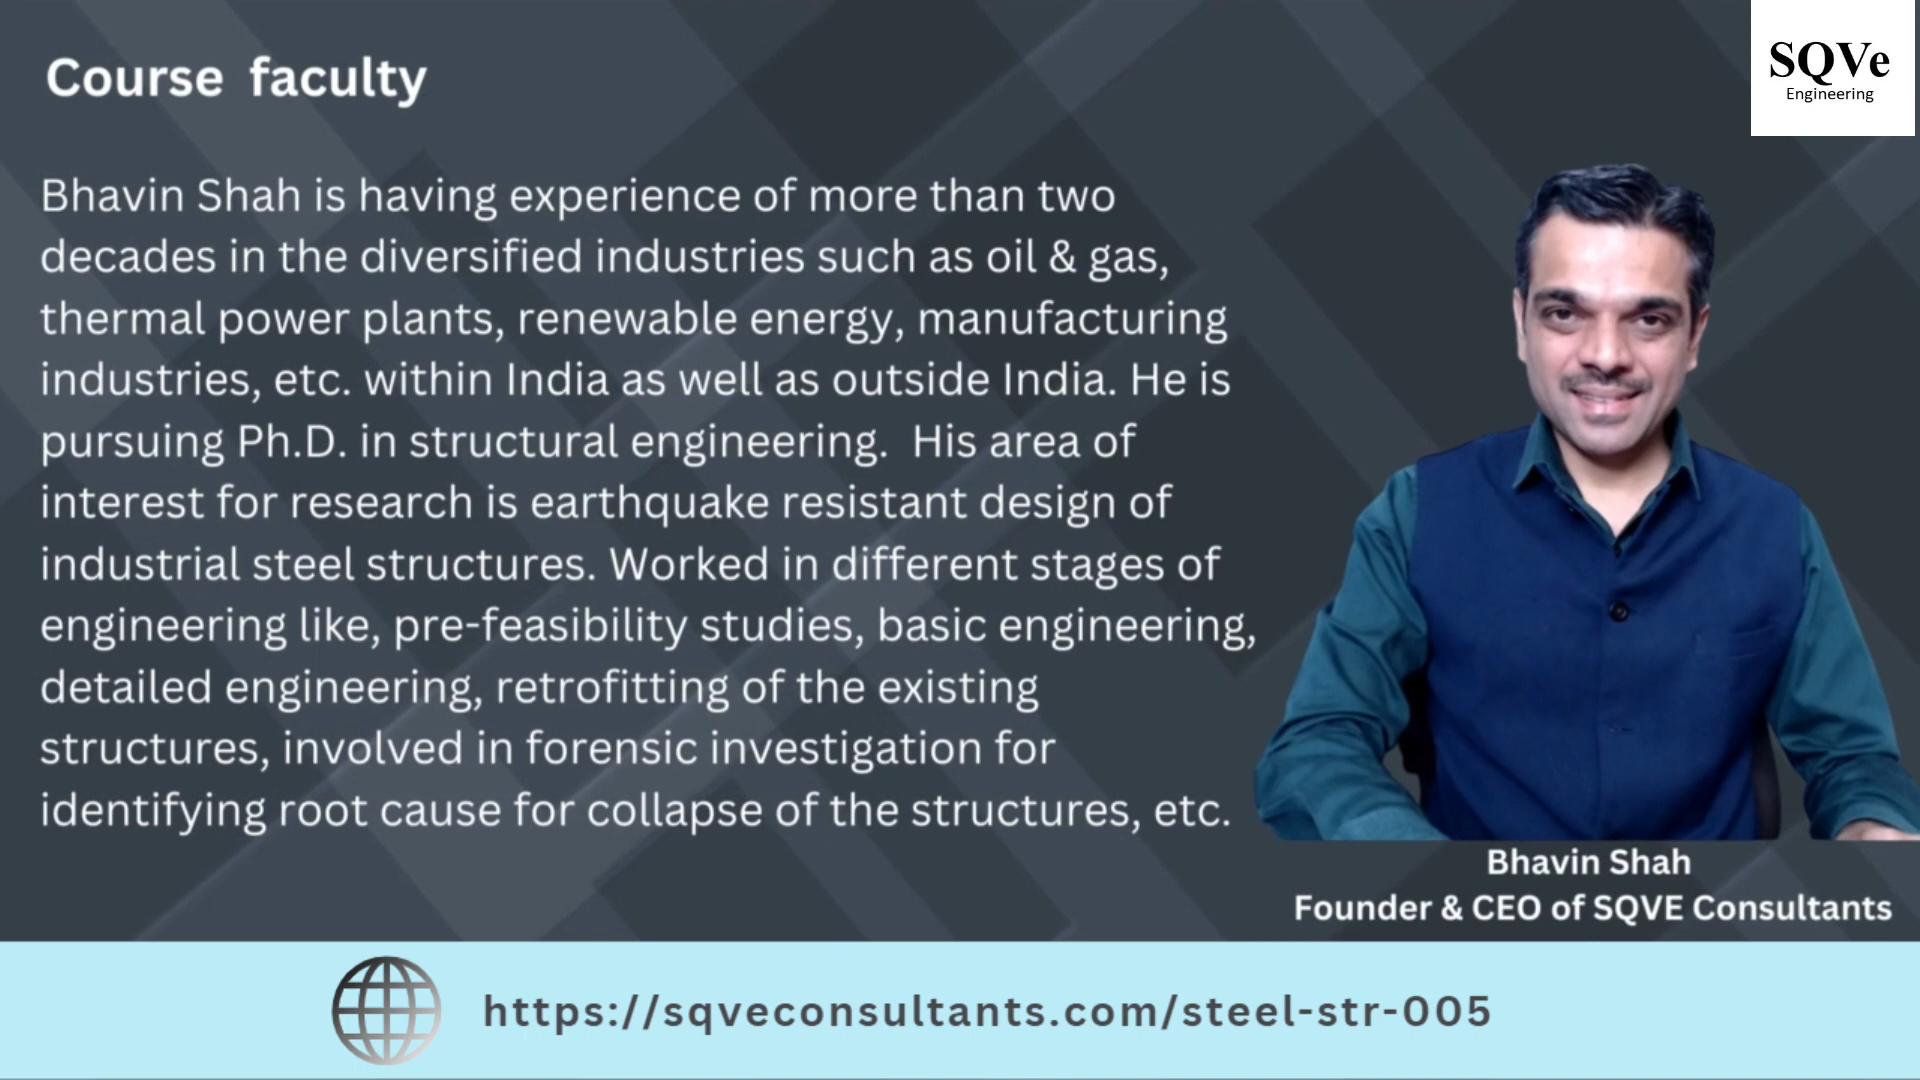 Course faculty
SQVe
Engineering
Bhavin Shah is having experience of more than two
decades in the diversified industries such as oil & gas,
thermal power plants, renewable energy, manufacturing
industries, etc. within India as well as outside India. He is
pursuing Ph.D. in structural engineering.  His area of
interest for research is earthquake resistant design of
industrial steel structures. Worked in different stages of
engineering like, pre-feasibility studies, basic engineering,
detailed engineering, retrofitting of the existing
structures, involved in forensic investigation for
identifying root cause for collapse of the structures, etc.
Bhavin Shah
Founder & CEO of SQVE Consultants
https://sqveconsultants.com/steel-str-005